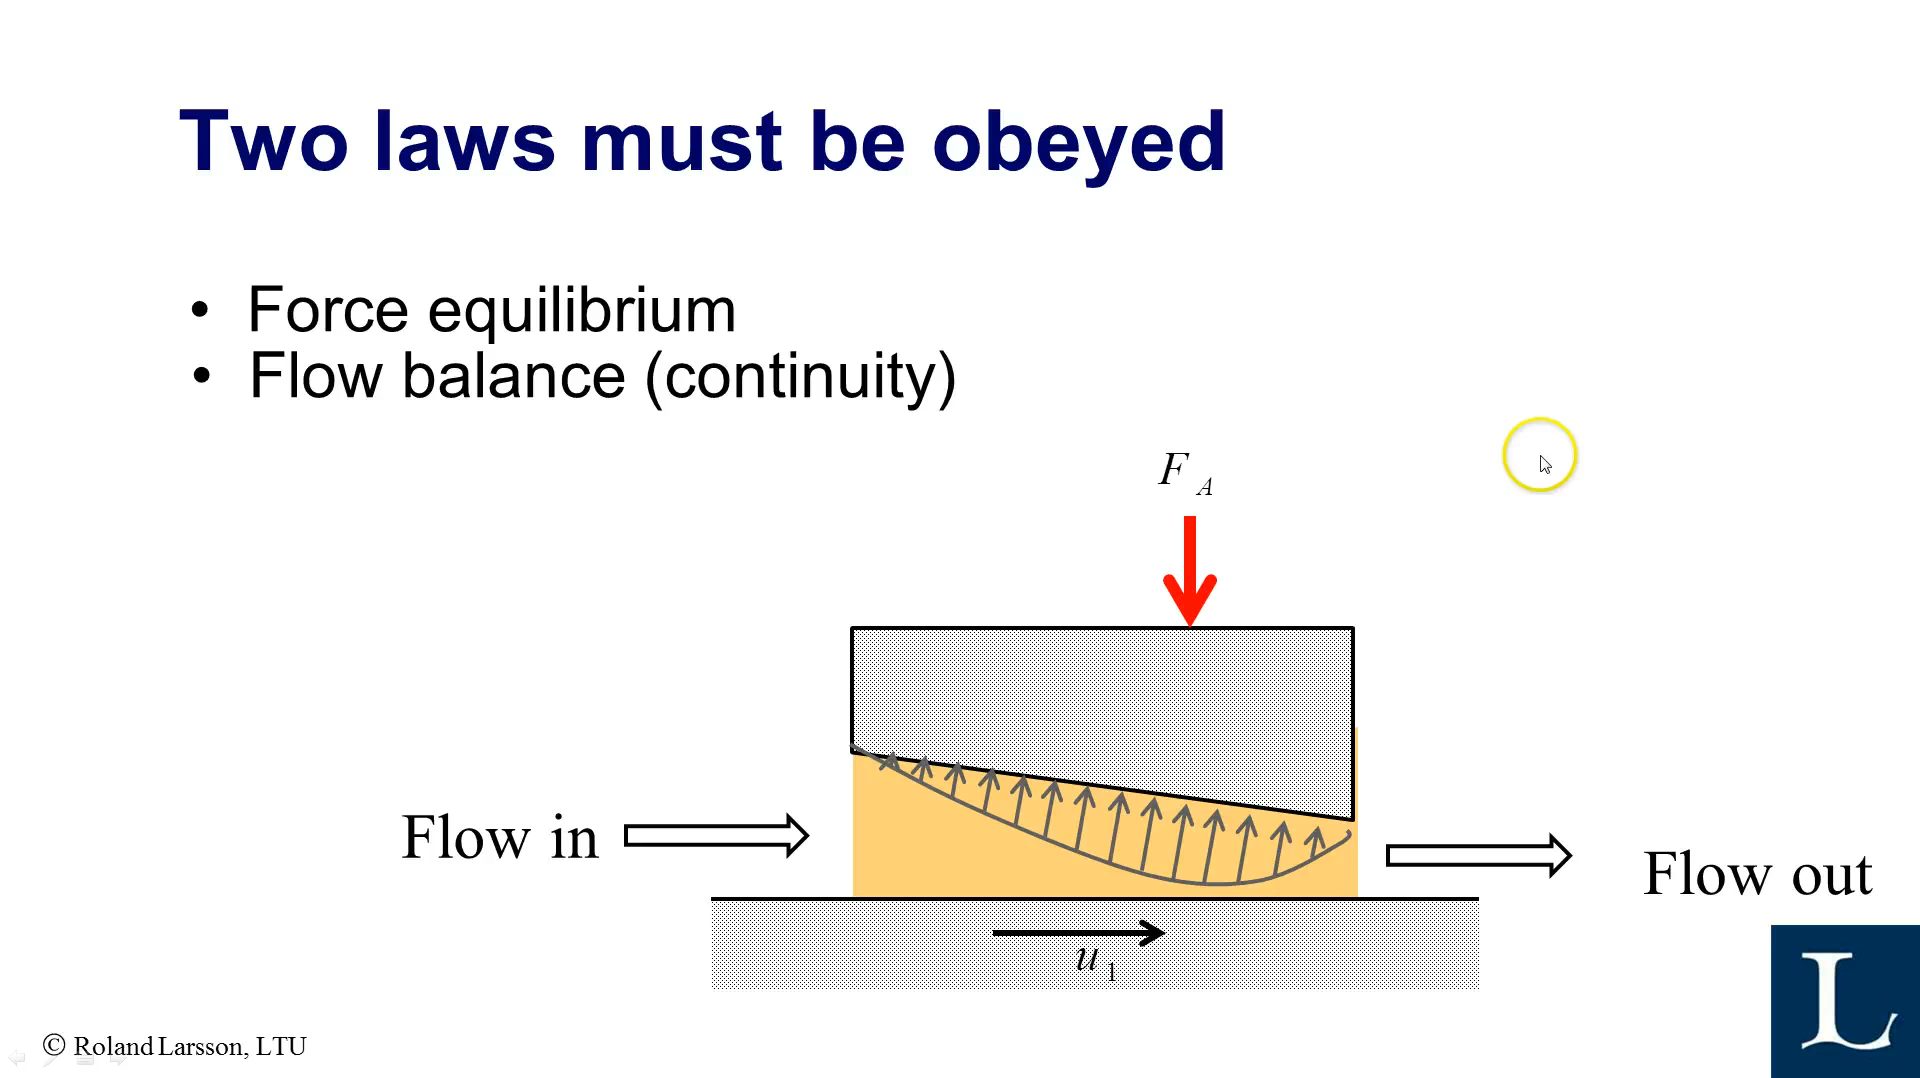 Two laws must be obeyed
• Force equilibrium
• Flow balance (continuity)
F A
Flow in
Flow out
u 1
L
© Roland Larsson, LTU